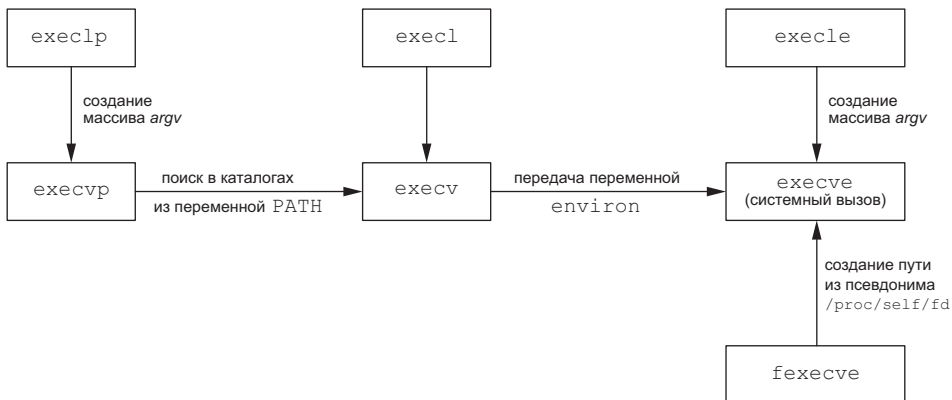 execlp
execl
execle
создание
массива argv
создание
массива argv
execvp
поиск в каталогах
из переменной PATH
execv
передача переменной
environ
execve
(системный вызов)
создание пути
из псевдонима
/proc/self/fd
fexecve